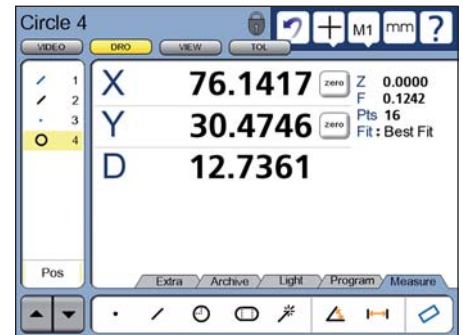 Circle 4
M1 mm ?
VIDEO DRO VIEW TOL
1
2
3
4
X 76.1417 zero
Y 30.4746 zero
D 12.7361
Z 0.0000
F 0.1242
Pts 16
Fit : Best Fit
Pos
Extra Archive Light Program Measure